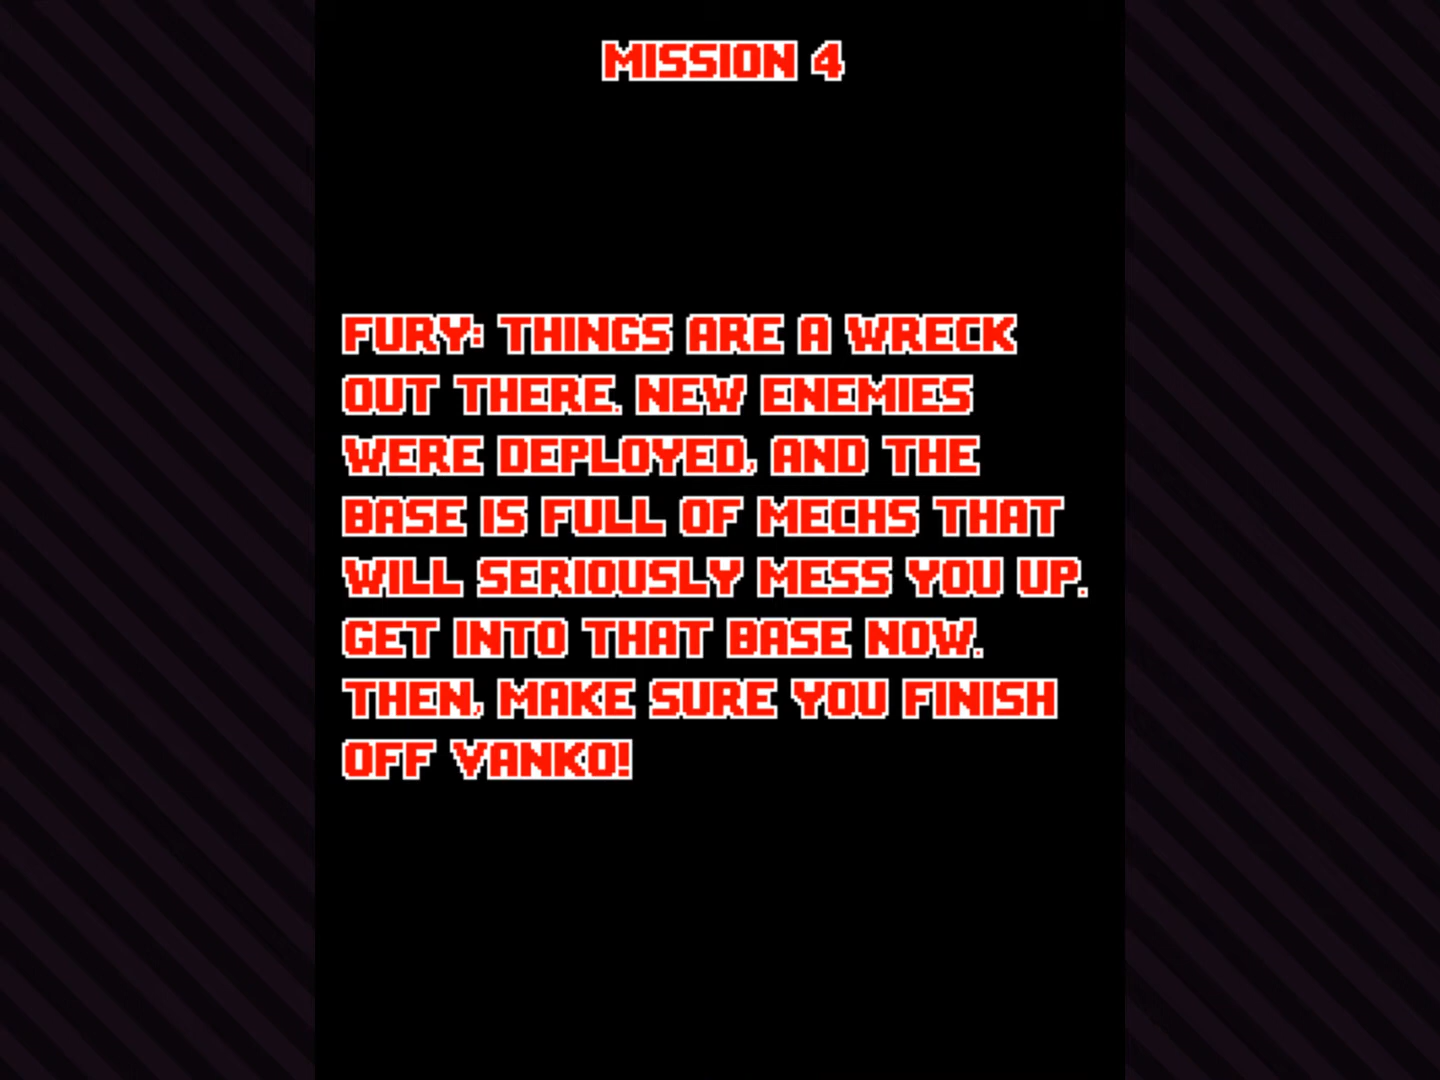 MISSION 4
FURY: THINGS ARE A WRECK
OUT THERE. NEW ENEMIES
WERE DEPLOYED, AND THE
BASE IS FULL OF MECHS THAT
WILL SERIOUSLY MESS YOU UP.
GET INTO THAT BASE NOW.
THEN, MAKE SURE YOU FINISH
OFF VANKO!